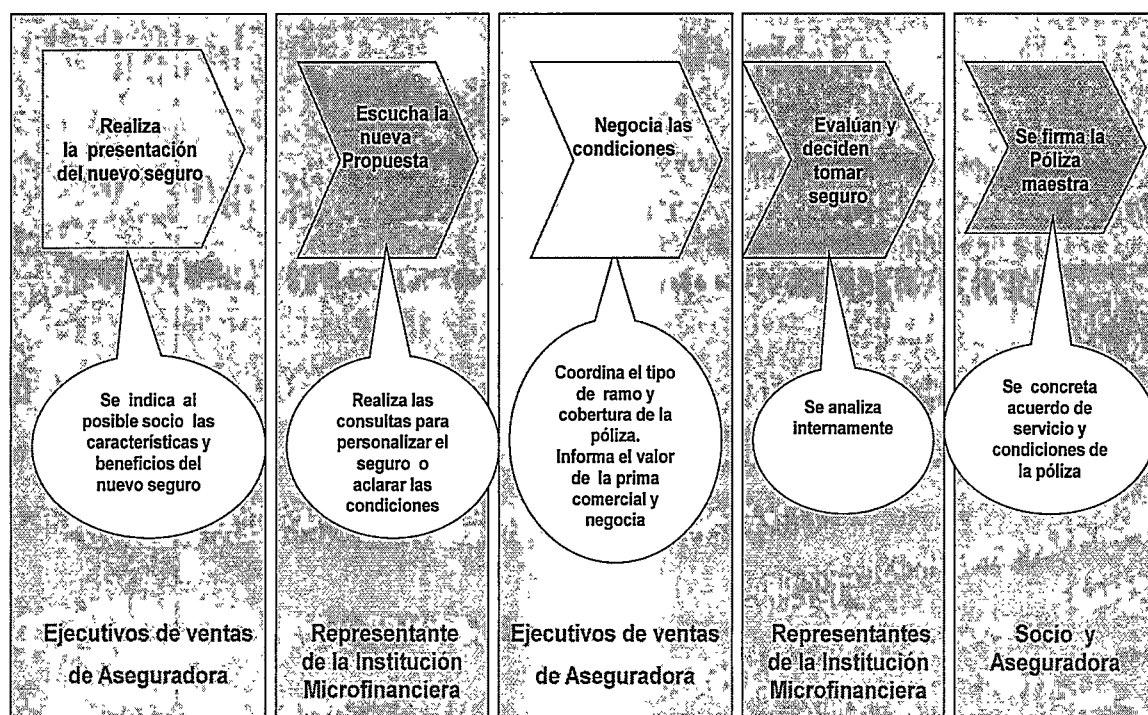 Realiza
la presentación
del nuevo seguro
Escucha la
nueva
Propuesta
Negocia las
condiciones
Evalúan y
deciden
tomar
seguro
Se firma la
Póliza
maestra
Se indica al
posible socio las
características y
beneficios del
nuevo seguro
Realiza las
consultas para
personalizar el
seguro o
aclarar las
condiciones
Coordina el tipo
de ramo y
cobertura de la
póliza.
Informa el valor
de la prima
comercial y
negocia
Se analiza
internamente
Se concreta
acuerdo de
servicio y
condiciones de
la póliza
Ejecutivos de ventas
de Aseguradora
Representante
de la Institución
Microfinanciera
Ejecutivos de ventas
de Aseguradora
Representantes
de la Institución
Microfinanciera
Socio y
Aseguradora